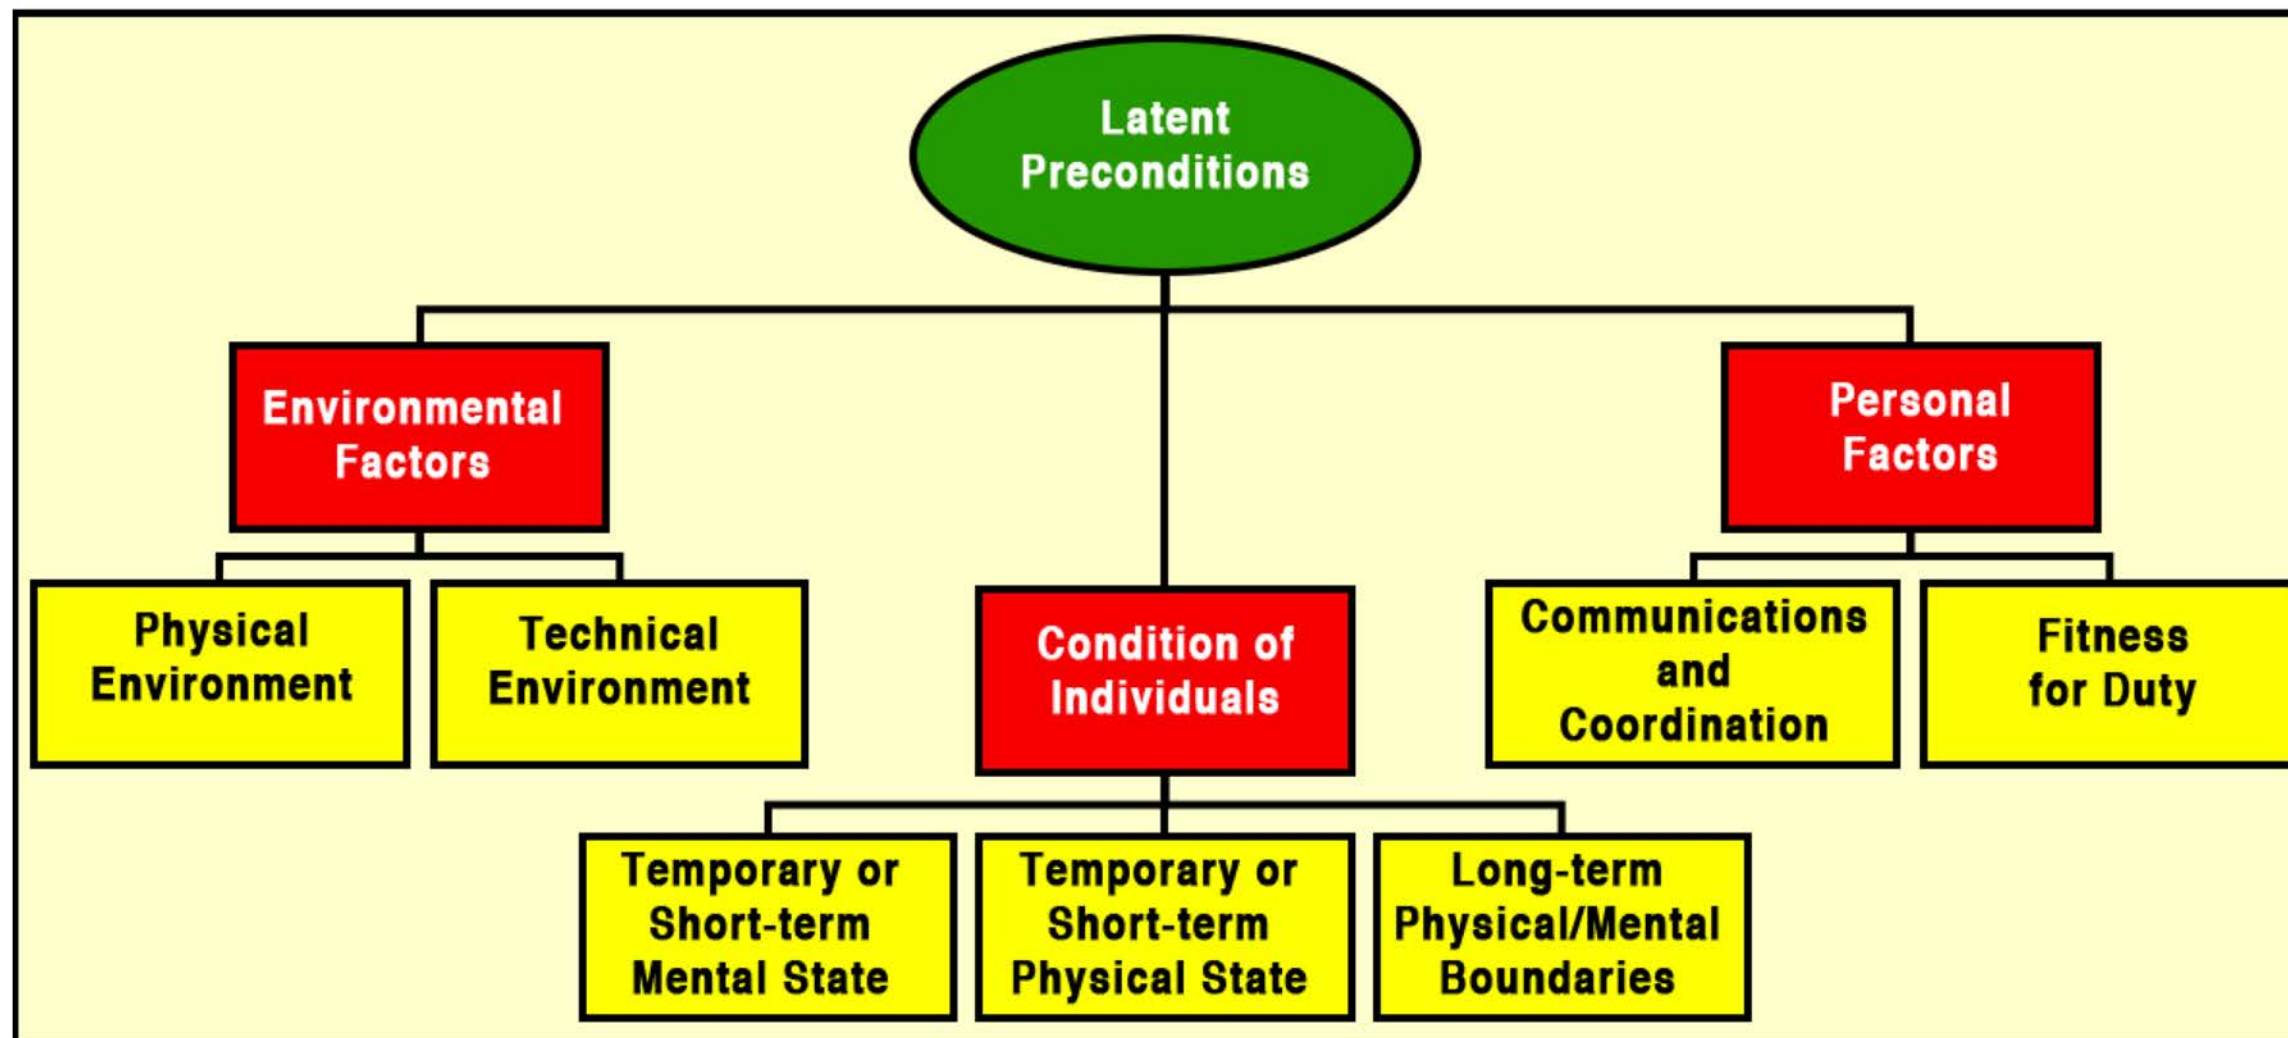 Latent
Preconditions
Environmental
Factors
Personal
Factors
Physical
Environment
Technical
Environment
Condition of
Individuals
Communications
and
Coordination
Fitness
for Duty
Temporary or
Short-term
Mental State
Temporary or
Short-term
Physical State
Long-term
Physical/Mental
Boundaries